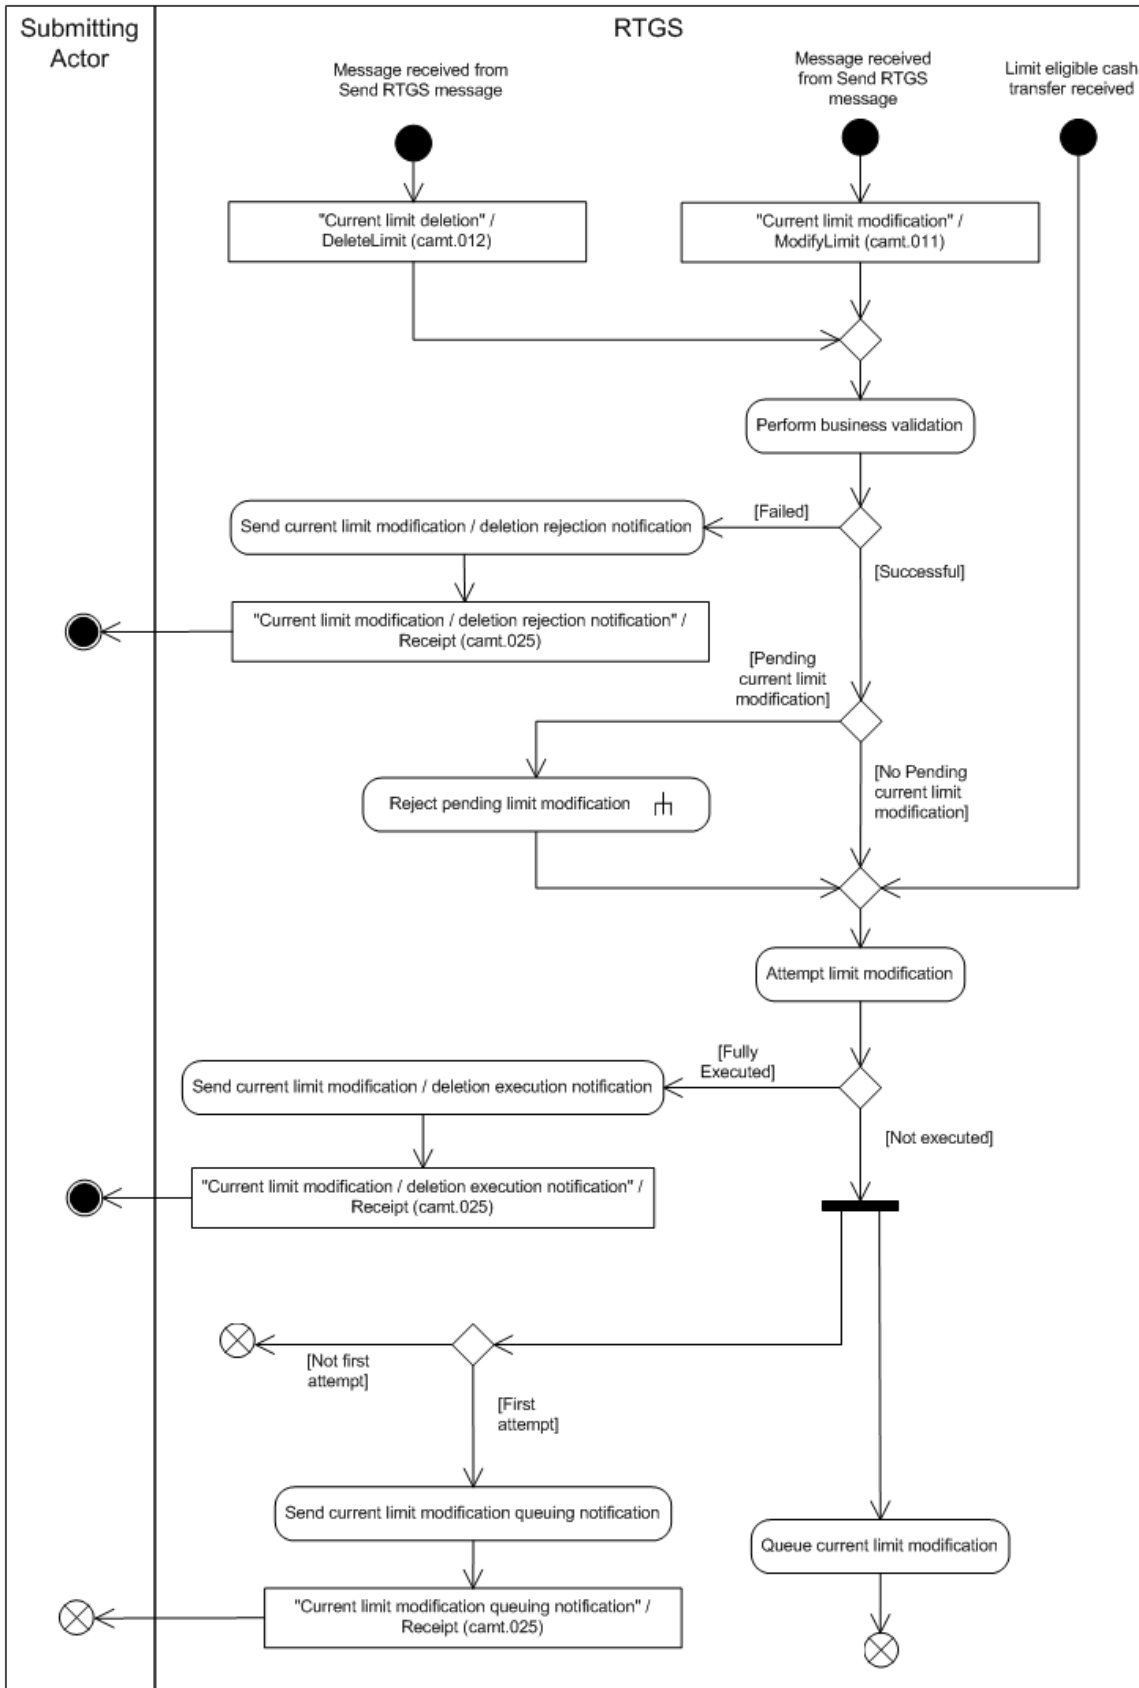 Submitting
Actor
RTGS
Message received from
Send RTGS message
Message received
from Send RTGS
message
Limit eligible cash
transfer received
"Current limit deletion" /
DeleteLimit (camt.012)
"Current limit modification" /
ModifyLimit (camt.011)
Perform business validation
[Failed]
Send current limit modification / deletion rejection notification
[Successful]
"Current limit modification / deletion rejection notification" /
Receipt (camt.025)
[Pending
current limit
modification]
[No Pending
current limit
modification]
Reject pending limit modification
Attempt limit modification
[Fully
Executed]
Send current limit modification / deletion execution notification
[Not executed]
"Current limit modification / deletion execution notification" /
Receipt (camt.025)
[Not first
attempt]
[First
attempt]
Send current limit modification queuing notification
Queue current limit modification
"Current limit modification queuing notification" /
Receipt (camt.025)